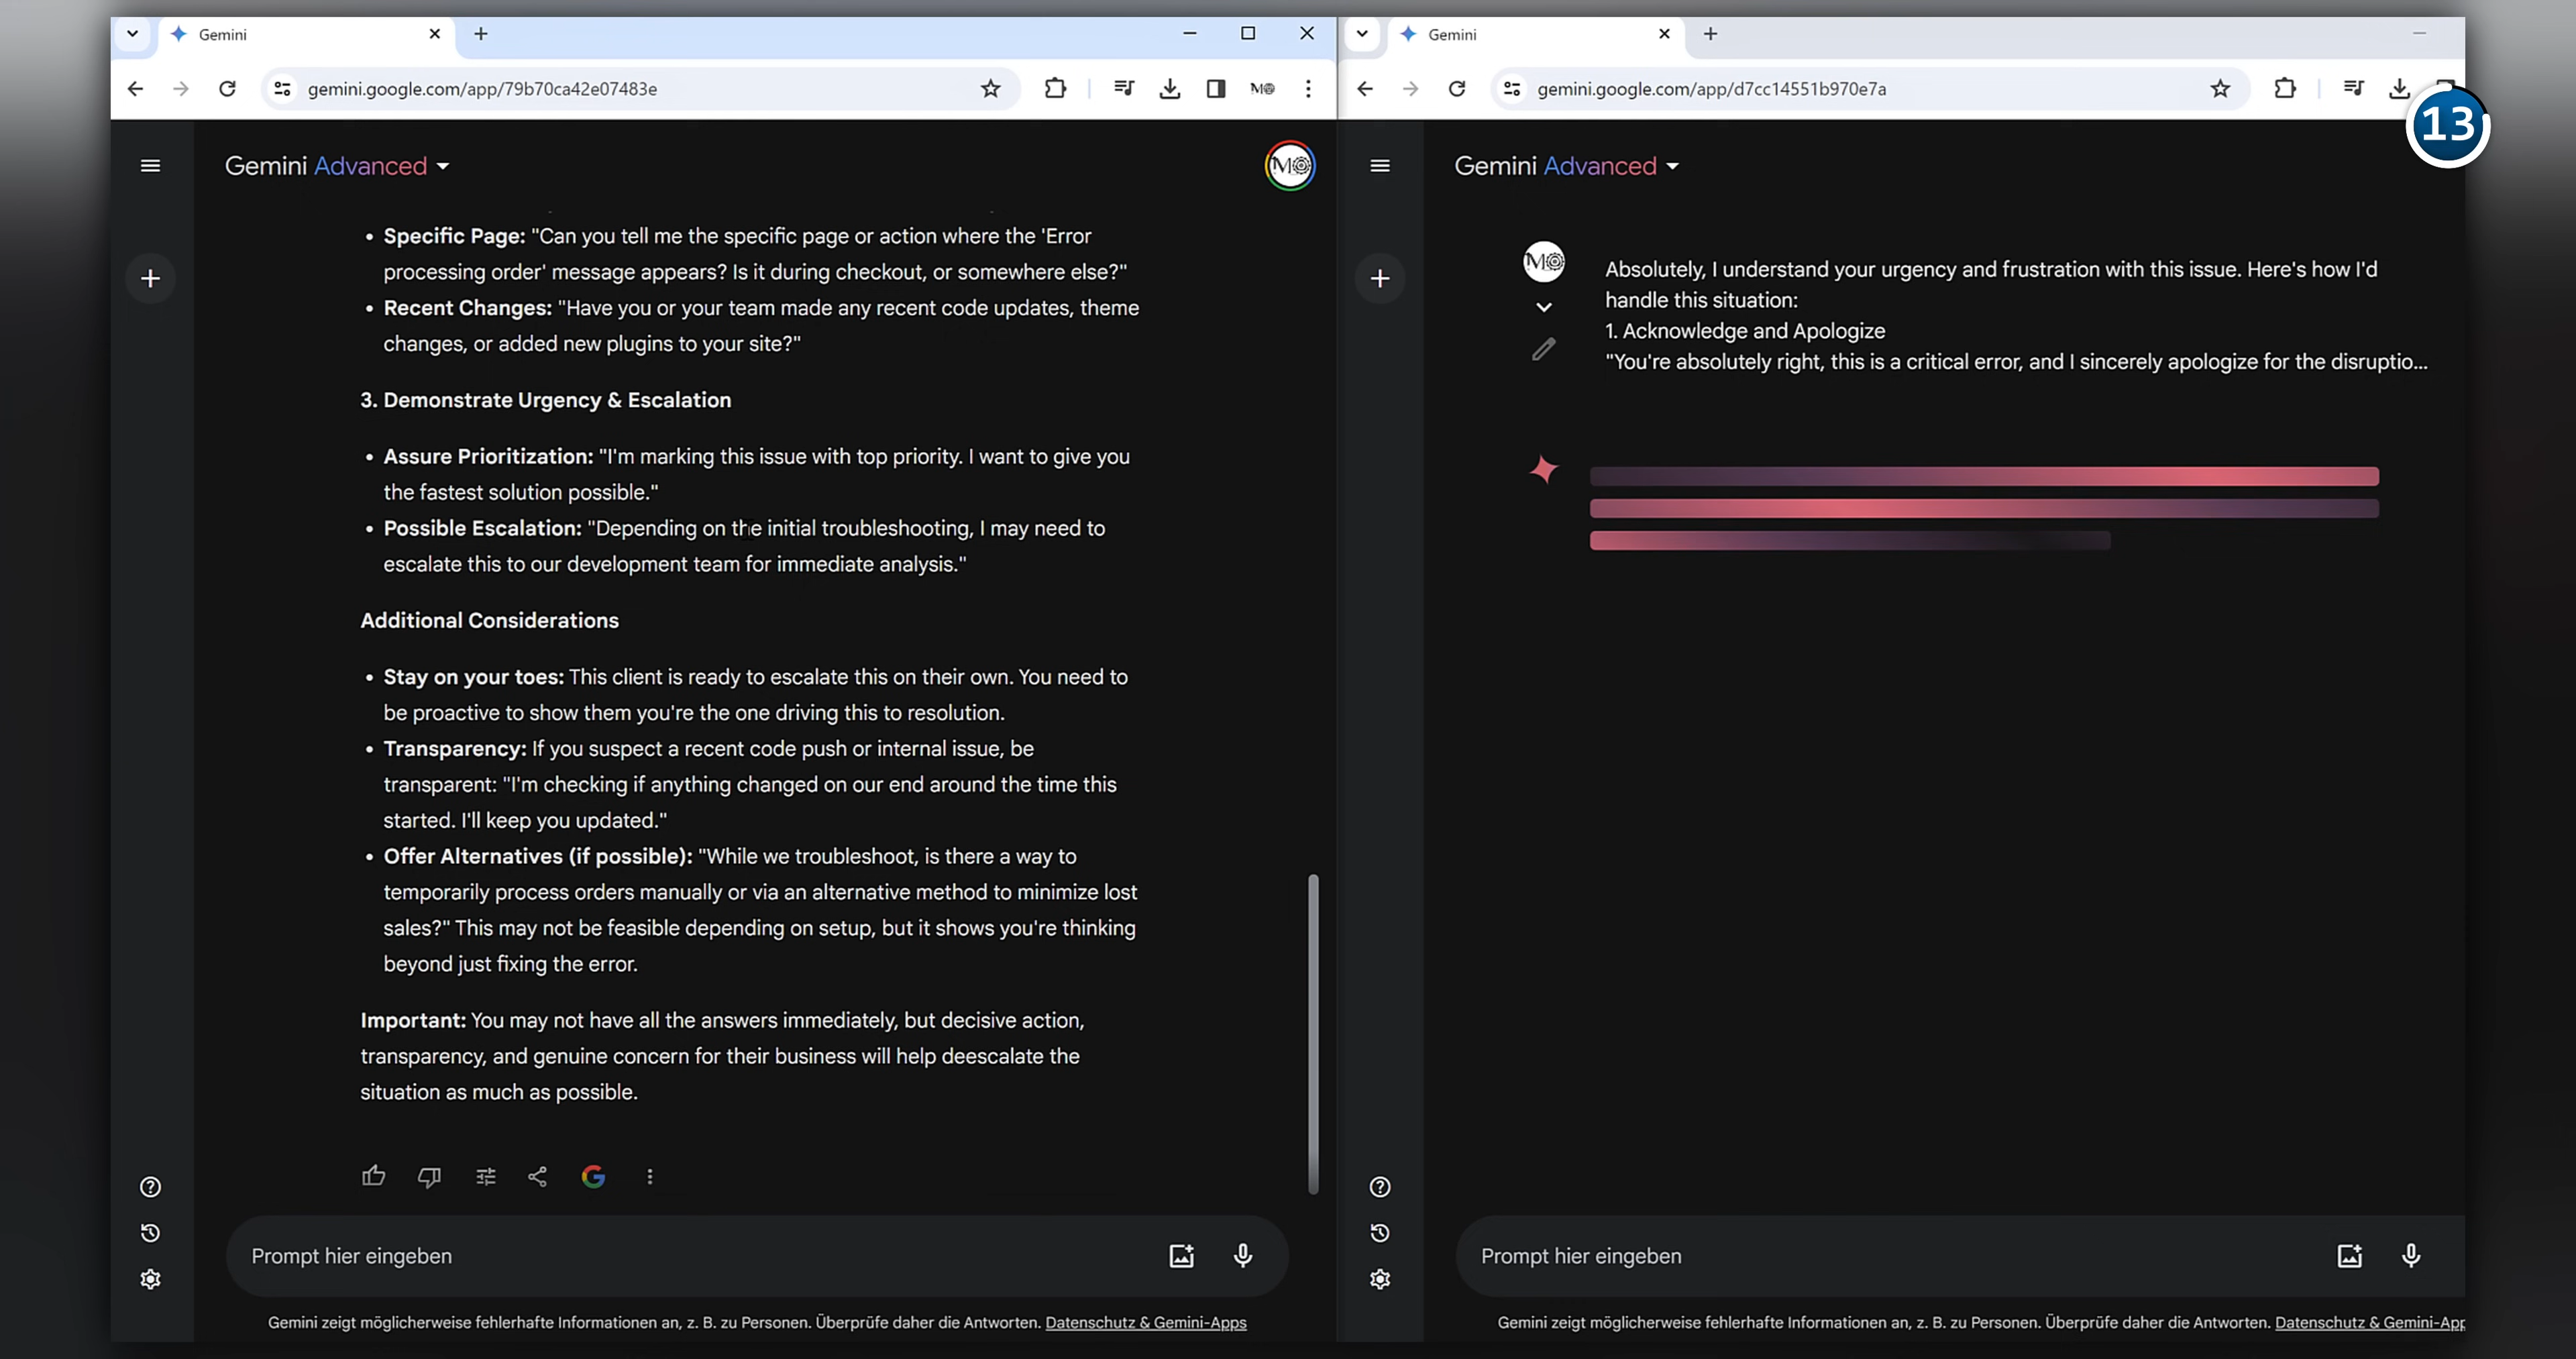 Gemini
gemini.google.com/app/79b70ca42e07483e
M
Gemini Advanced
M
• Specific Page: "Can you tell me the specific page or action where the 'Error
processing order' message appears? Is it during checkout, or somewhere else?"
• Recent Changes: "Have you or your team made any recent code updates, theme
changes, or added new plugins to your site?"
3. Demonstrate Urgency & Escalation
• Assure Prioritization: "I'm marking this issue with top priority. I want to give you
the fastest solution possible."
• Possible Escalation: "Depending on the initial troubleshooting, I may need to
escalate this to our development team for immediate analysis."
Additional Considerations
• Stay on your toes: This client is ready to escalate this on their own. You need to
be proactive to show them you're the one driving this to resolution.
• Transparency: If you suspect a recent code push or internal issue, be
transparent: "I'm checking if anything changed on our end around the time this
started. I'll keep you updated."
• Offer Alternatives (if possible): "While we troubleshoot, is there a way to
temporarily process orders manually or via an alternative method to minimize lost
sales?" This may not be feasible depending on setup, but it shows you're thinking
beyond just fixing the error.
Important: You may not have all the answers immediately, but decisive action,
transparency, and genuine concern for their business will help deescalate the
situation as much as possible.
Prompt hier eingeben
Gemini zeigt möglicherweise fehlerhafte Informationen an, z. B. zu Personen. Überprüfe daher die Antworten. Datenschutz & Gemini-Apps
Gemini
gemini.google.com/app/d7cc14551b970e7a
13
Gemini Advanced
M
Absolutely, I understand your urgency and frustration with this issue. Here's how I'd
handle this situation:
1. Acknowledge and Apologize
"You're absolutely right, this is a critical error, and I sincerely apologize for the disruptio...
Prompt hier eingeben
Gemini zeigt möglicherweise fehlerhafte Informationen an, z. B. zu Personen. Überprüfe daher die Antworten. Datenschutz & Gemini-App